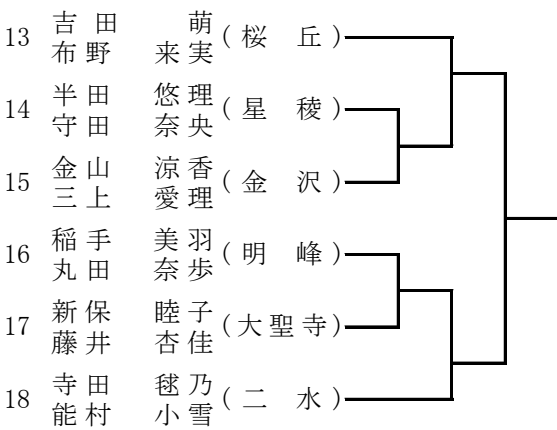 13 吉田 萌 (桜 丘)
布野 来実
14 半田 悠理 (星 稜)
守田 奈央
15 金山 涼香 (金 沢)
三上 愛理
16 稲手 美羽 (明 峰)
丸田 奈歩
17 新保 睦子 (大聖寺)
藤井 杏佳
18 寺田 毬乃 (二 水)
能村 小雪